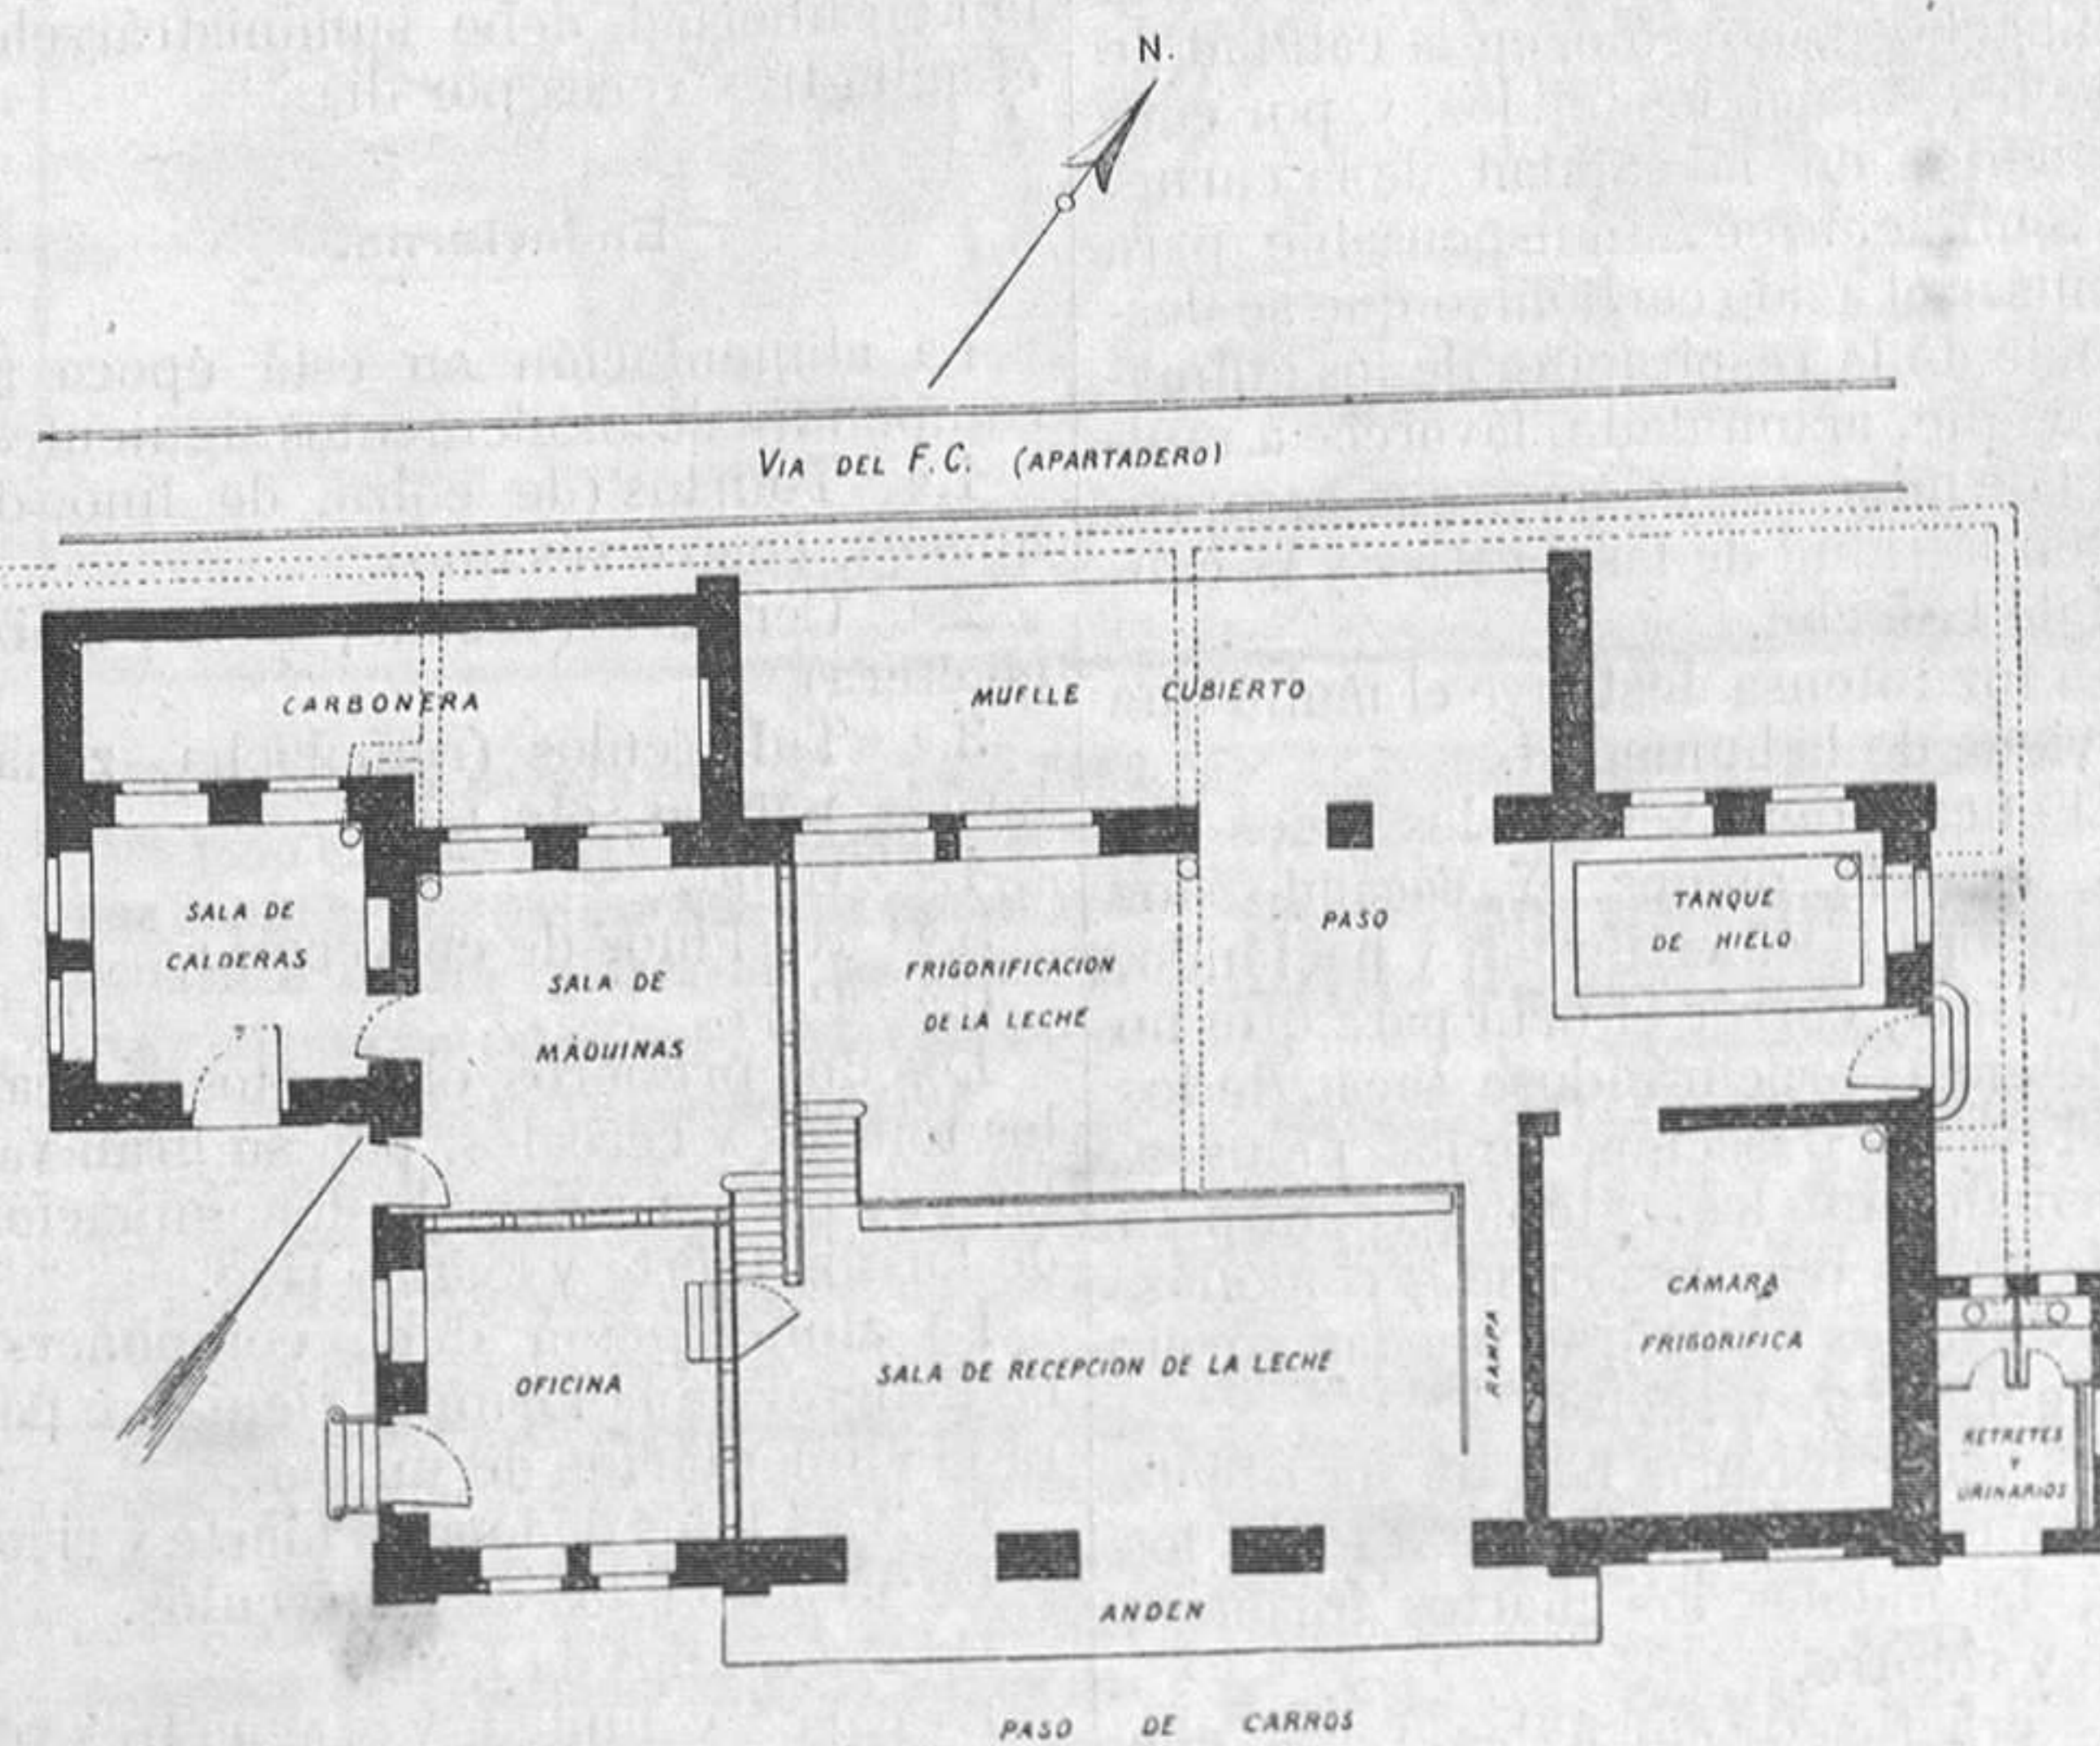 N.
VIA DEL F.C. (APARTADERO)
CARBONERA
MUELLE CUBIERTO
SALA DE
CALDERAS
SALA DE
MÁQUINAS
FRIGORIFICACION
DE LA LECHE
PASO
TANQUE
DE HIELO
OFICINA
SALA DE RECEPCION DE LA LECHE
RAMPA
CÁMARA
FRIGORIFICA
RETRETES
Y
URINARIOS
ANDEN
PASO DE CARROS